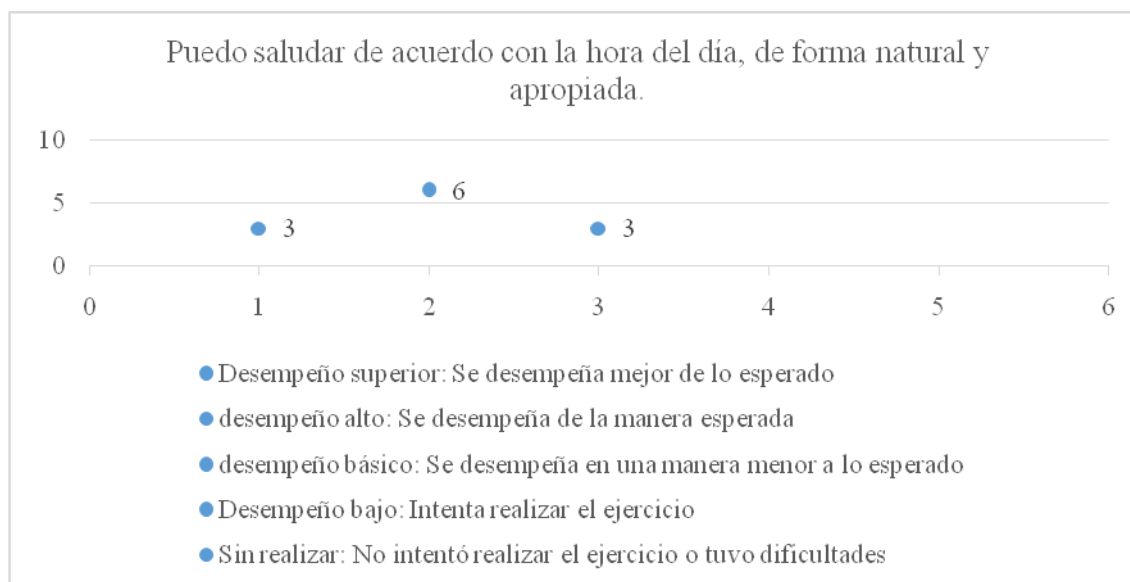 Puedo saludar de acuerdo con la hora del día, de forma natural y
apropiada.
10
5
0
3
6
3
0 1 2 3 4 5 6
Desempeño superior: Se desempeña mejor de lo esperado
desempeño alto: Se desempeña de la manera esperada
desempeño básico: Se desempeña en una manera menor a lo esperado
Desempeño bajo: Intenta realizar el ejercicio
Sin realizar: No intentó realizar el ejercicio o tuvo dificultades